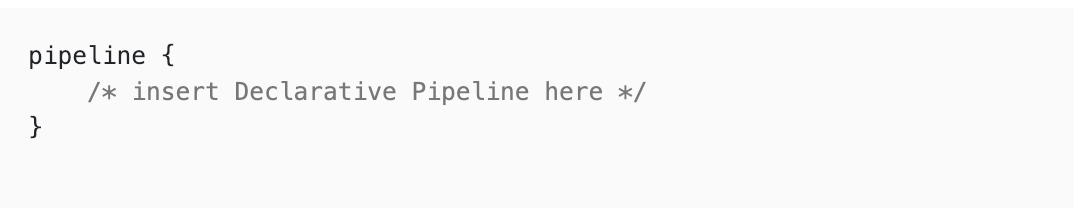 pipeline {
    /* insert Declarative Pipeline here */
}